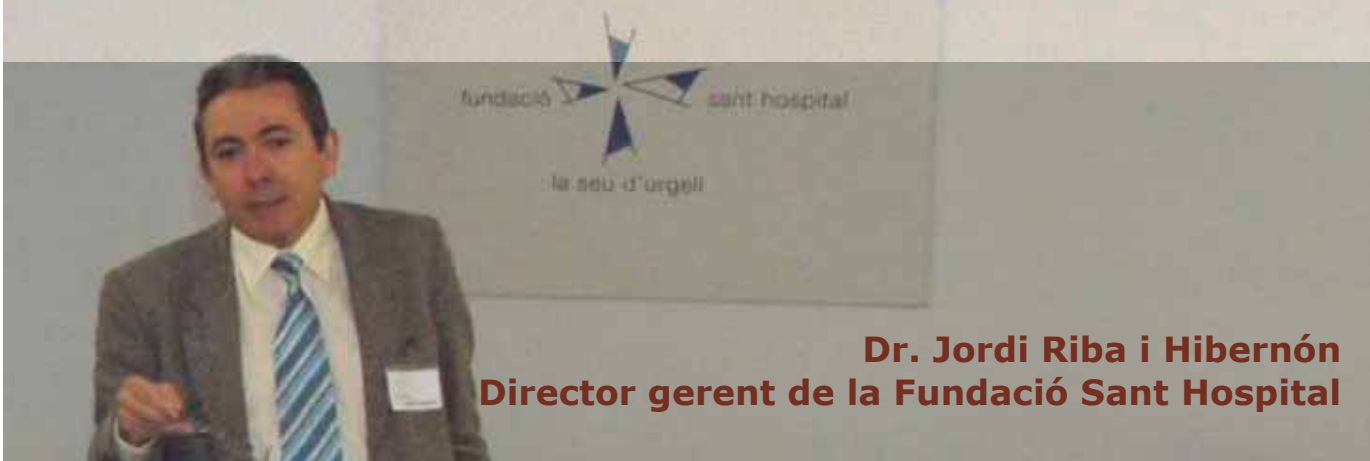 fundació sant hospital
la seu d'urgell
Dr. Jordi Riba i Hibernón
Director gerent de la Fundació Sant Hospital